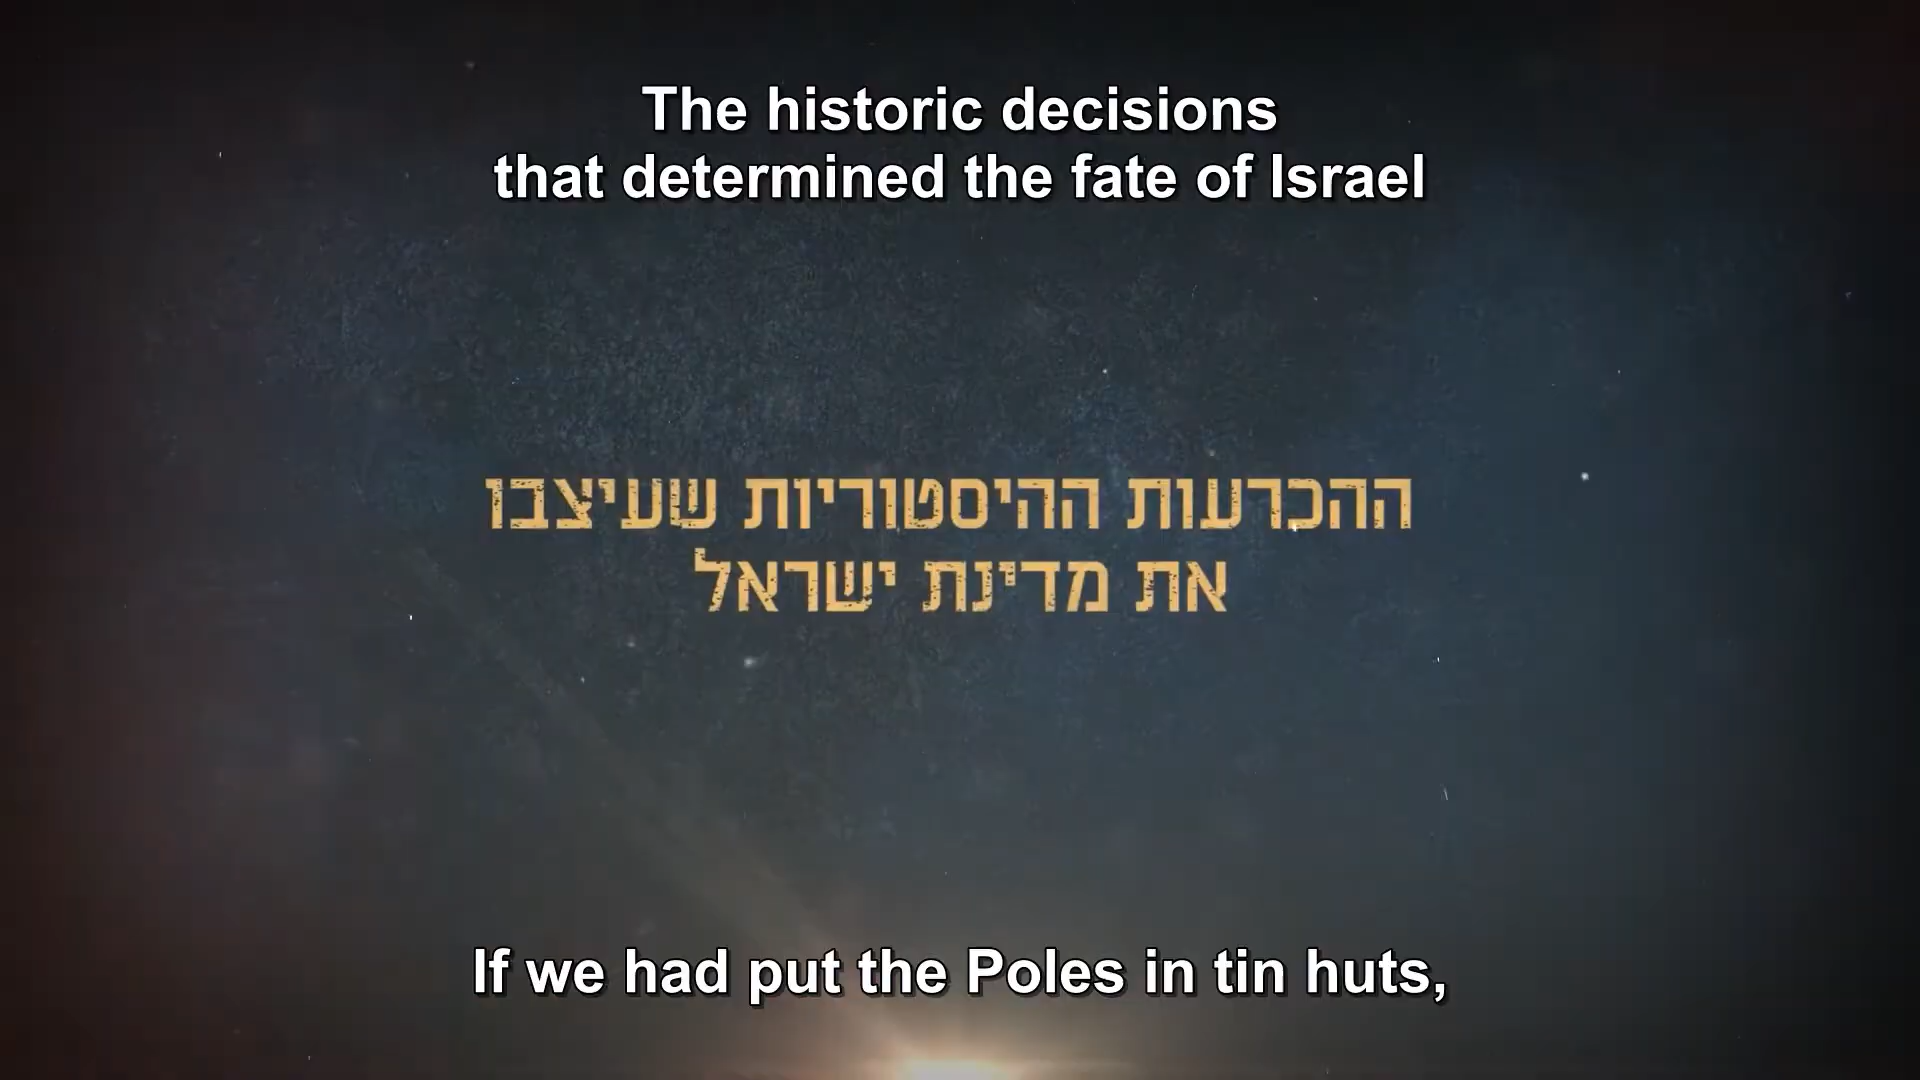 The historic decisions
that determined the fate of Israel
ההכרעות ההיסטוריות שעיצבו
את מדינת ישראל
If we had put the Poles in tin huts,